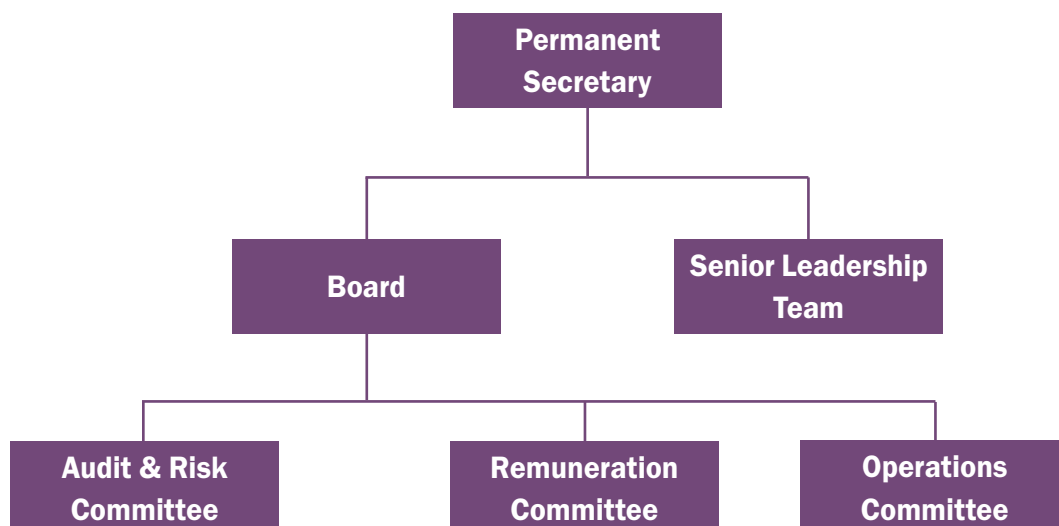 Permanent
Secretary
Board
Senior Leadership
Team
Audit & Risk
Committee
Remuneration
Committee
Operations
Committee